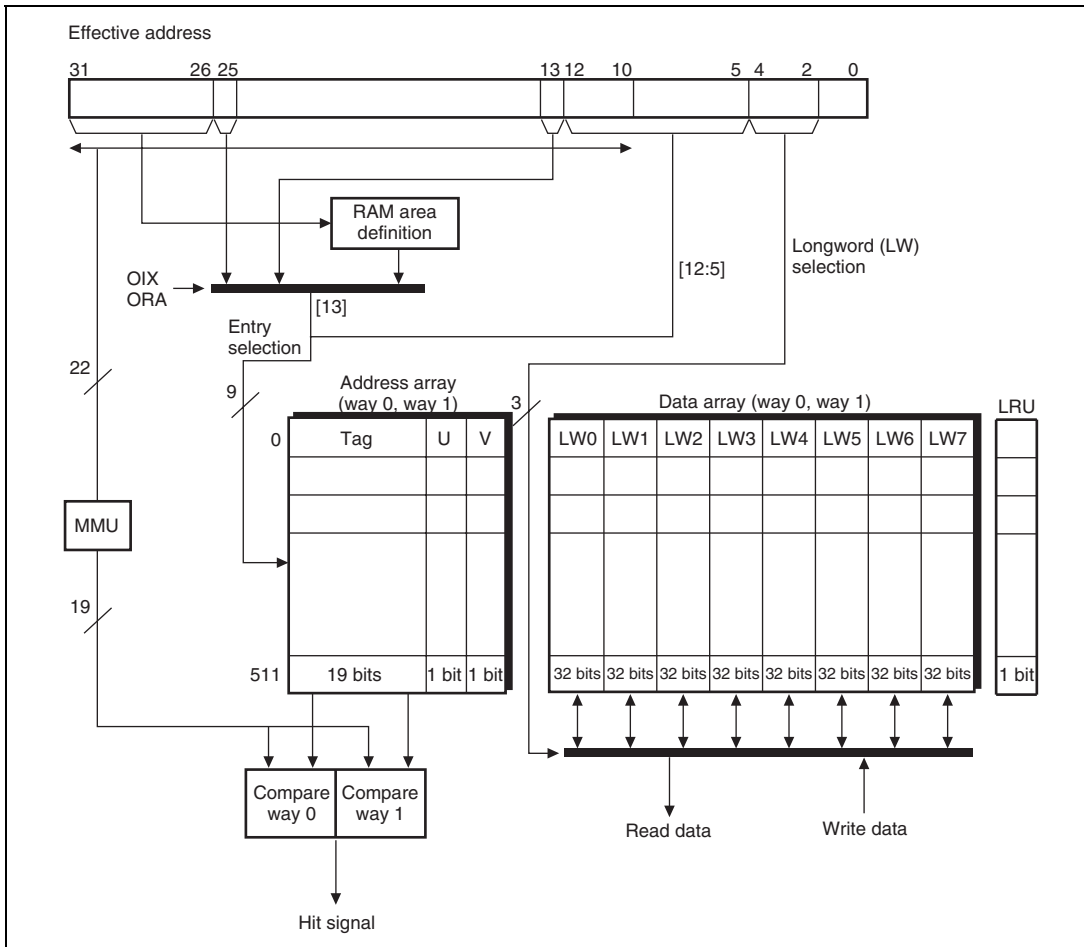 Effective address
31 26 25 13 12 10 5 4 2 0
RAM area
definition
Longword (LW)
selection
[12:5]
OIX
ORA
[13]
Entry
selection
22
9
Address array
(way 0, way 1)
3
Data array (way 0, way 1)
LRU
0 Tag U V
LW0 LW1 LW2 LW3 LW4 LW5 LW6 LW7
MMU
19
511 19 bits 1 bit 1 bit
32 bits 32 bits 32 bits 32 bits 32 bits 32 bits 32 bits 32 bits
1 bit
Compare
way 0
Compare
way 1
Read data
Write data
Hit signal